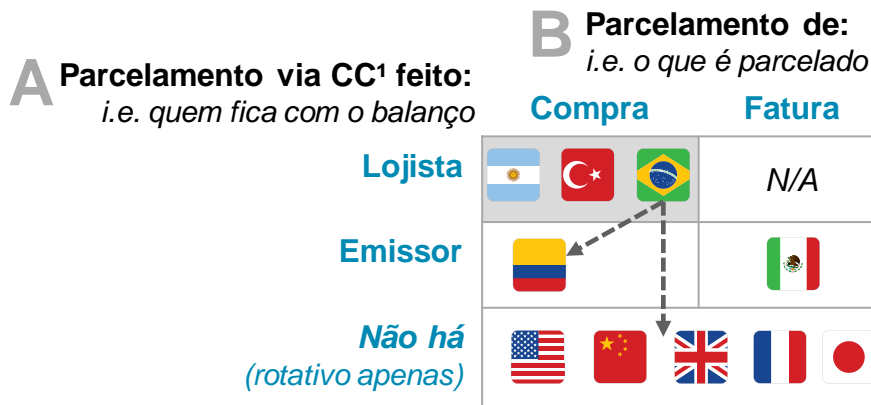 B Parcelamento de:
i.e. o que é parcelado
A Parcelamento via CC¹ feito:
i.e. quem fica com o balanço
Compra Fatura
Lojista
N/A
Emissor
Não há
(rotativo apenas)